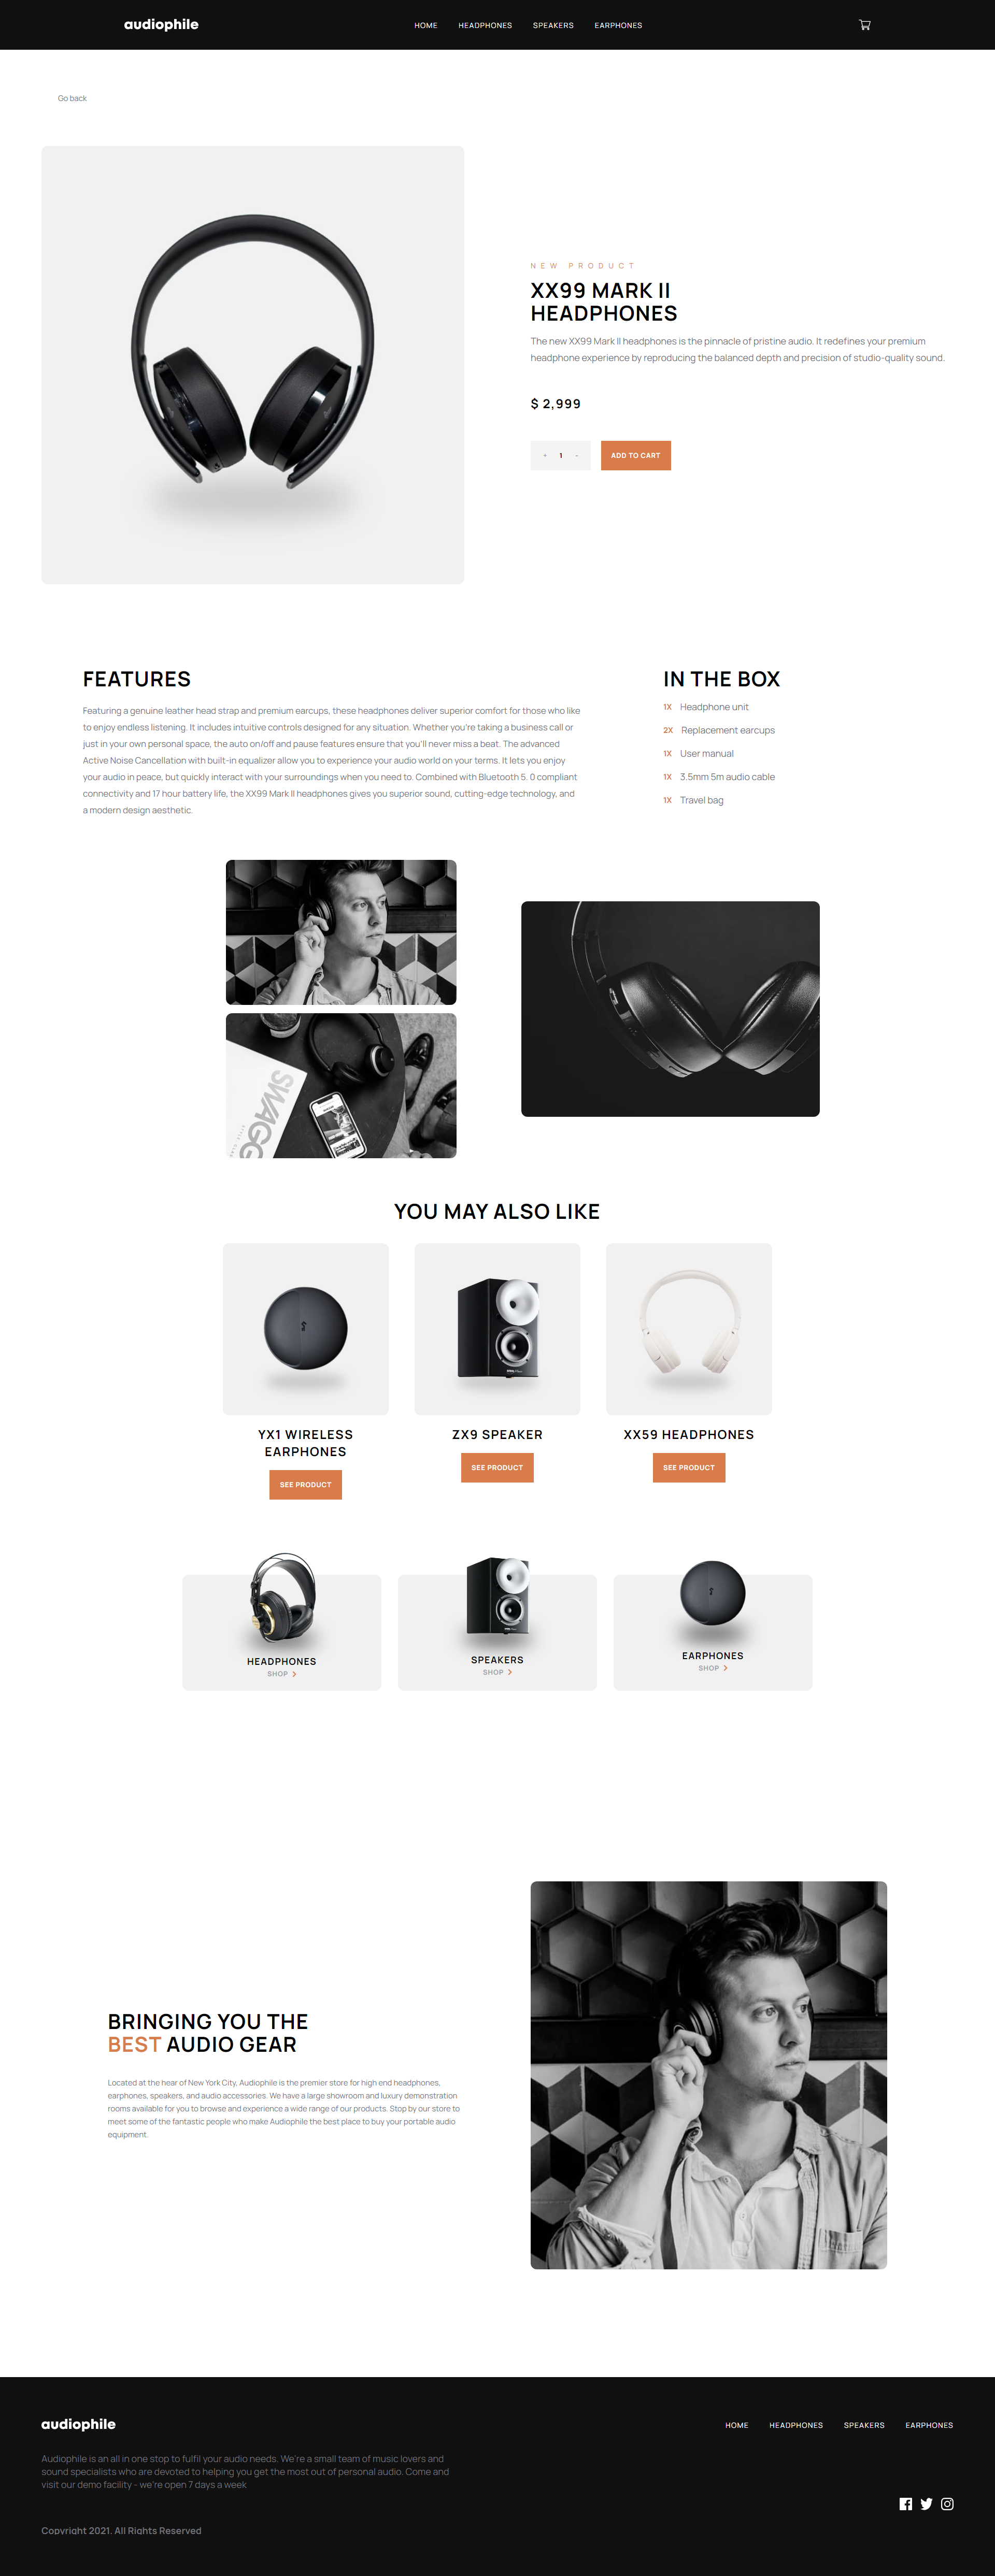 audiophile
HOME HEADPHONES SPEAKERS EARPHONES
Go back
NEW PRODUCT
XX99 MARK II
HEADPHONES
The new XX99 Mark II headphones is the pinnacle of pristine audio. It redefines your premium
headphone experience by reproducing the balanced depth and precision of studio-quality sound.
$ 2,999
+ 1 -
ADD TO CART
FEATURES
Featuring a genuine leather head strap and premium earcups, these headphones deliver superior comfort for those who like
to enjoy endless listening. It includes intuitive controls designed for any situation. Whether you're taking a business call or
just in your own personal space, the auto on/off and pause features ensure that you'll never miss a beat. The advanced
Active Noise Cancellation with built-in equalizer allow you to experience your audio world on your terms. It lets you enjoy
your audio in peace, but quickly interact with your surroundings when you need to. Combined with Bluetooth 5. 0 compliant
connectivity and 17 hour battery life, the XX99 Mark II headphones gives you superior sound, cutting-edge technology, and
a modern design aesthetic.
IN THE BOX
1X Headphone unit
2X Replacement earcups
1X User manual
1X 3.5mm 5m audio cable
1X Travel bag
SWAGG
YOU MAY ALSO LIKE
YX1 WIRELESS
EARPHONES
SEE PRODUCT
ZX9 SPEAKER
SEE PRODUCT
XX59 HEADPHONES
SEE PRODUCT
HEADPHONES
SHOP
SPEAKERS
SHOP
EARPHONES
SHOP
BRINGING YOU THE
BEST AUDIO GEAR
Located at the hear of New York City, Audiophile is the premier store for high end headphones,
earphones, speakers, and audio accessories. We have a large showroom and luxury demonstration
rooms available for you to browse and experience a wide range of our products. Stop by our store to
meet some of the fantastic people who make Audiophile the best place to buy your portable audio
equipment.
audiophile
HOME HEADPHONES SPEAKERS EARPHONES
Audiophile is an all in one stop to fulfil your audio needs. We're a small team of music lovers and
sound specialists who are devoted to helping you get the most out of personal audio. Come and
visit our demo facility - we're open 7 days a week
Copyright 2021. All Rights Reserved